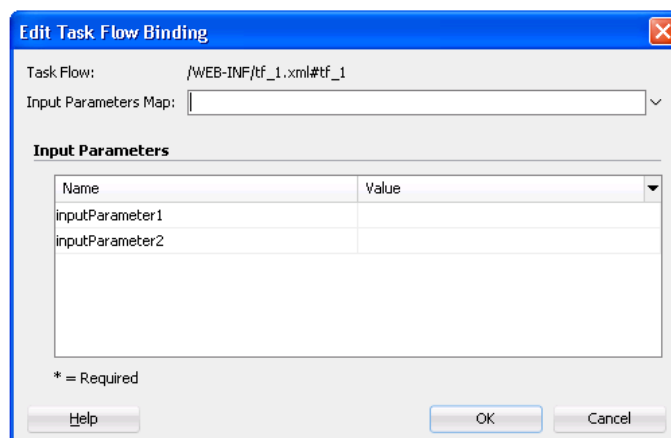 Edit Task Flow Binding
Task Flow: /WEB-INF/tf_1.xml#tf_1
Input Parameters Map:
Input Parameters
Name Value
inputParameter1
inputParameter2
* = Required
Help OK Cancel